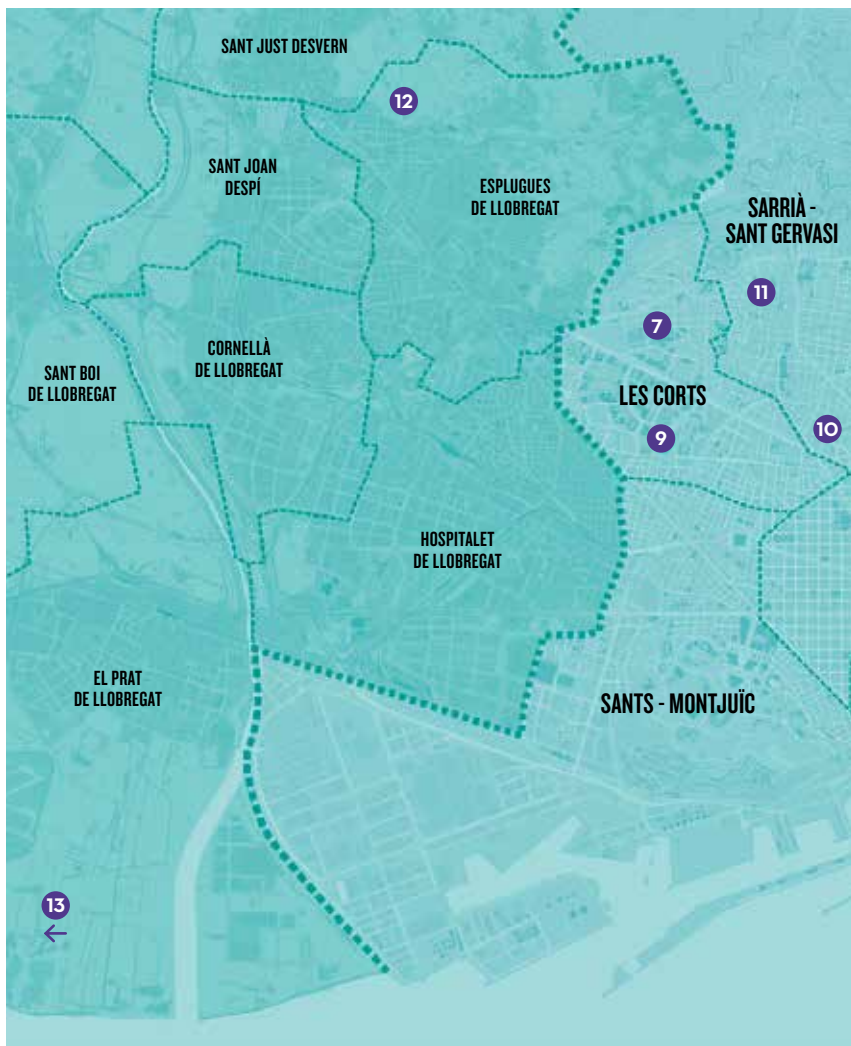 SANT JUST DESVERN
12
SANT JOAN
DESPÍ
ESPLUGUES
DE LLOBREGAT
SARRIÀ -
SANT GERVASI
11
7
CORNELLÀ
DE LLOBREGAT
SANT BOI
DE LLOBREGAT
LES CORTS
10
9
HOSPITALET
DE LLOBREGAT
EL PRAT
DE LLOBREGAT
SANTS - MONTJUÏC
13